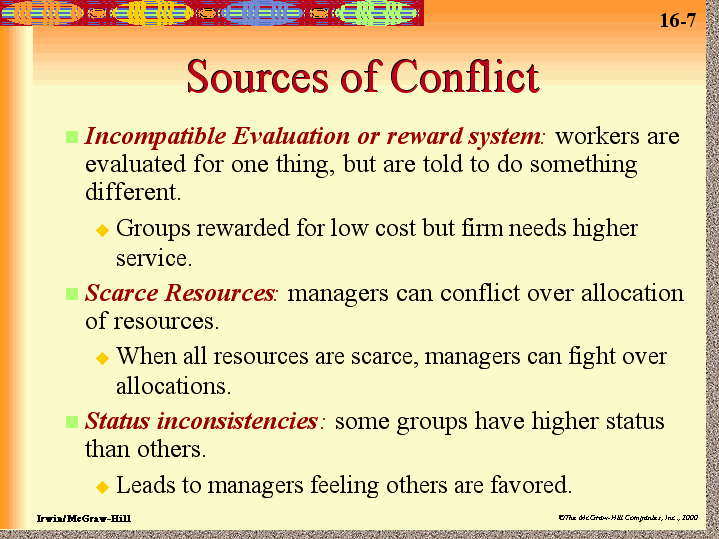 16-7
Sources of Conflict
Incompatible Evaluation or reward system: workers are
evaluated for one thing, but are told to do something
different.
Groups rewarded for low cost but firm needs higher
service.
Scarce Resources: managers can conflict over allocation
of resources.
When all resources are scarce, managers can fight over
allocations.
Status inconsistencies: some groups have higher status
than others.
Leads to managers feeling others are favored.
Irwin/McGraw-Hill
©The McGraw-Hill Companies, Inc., 2000